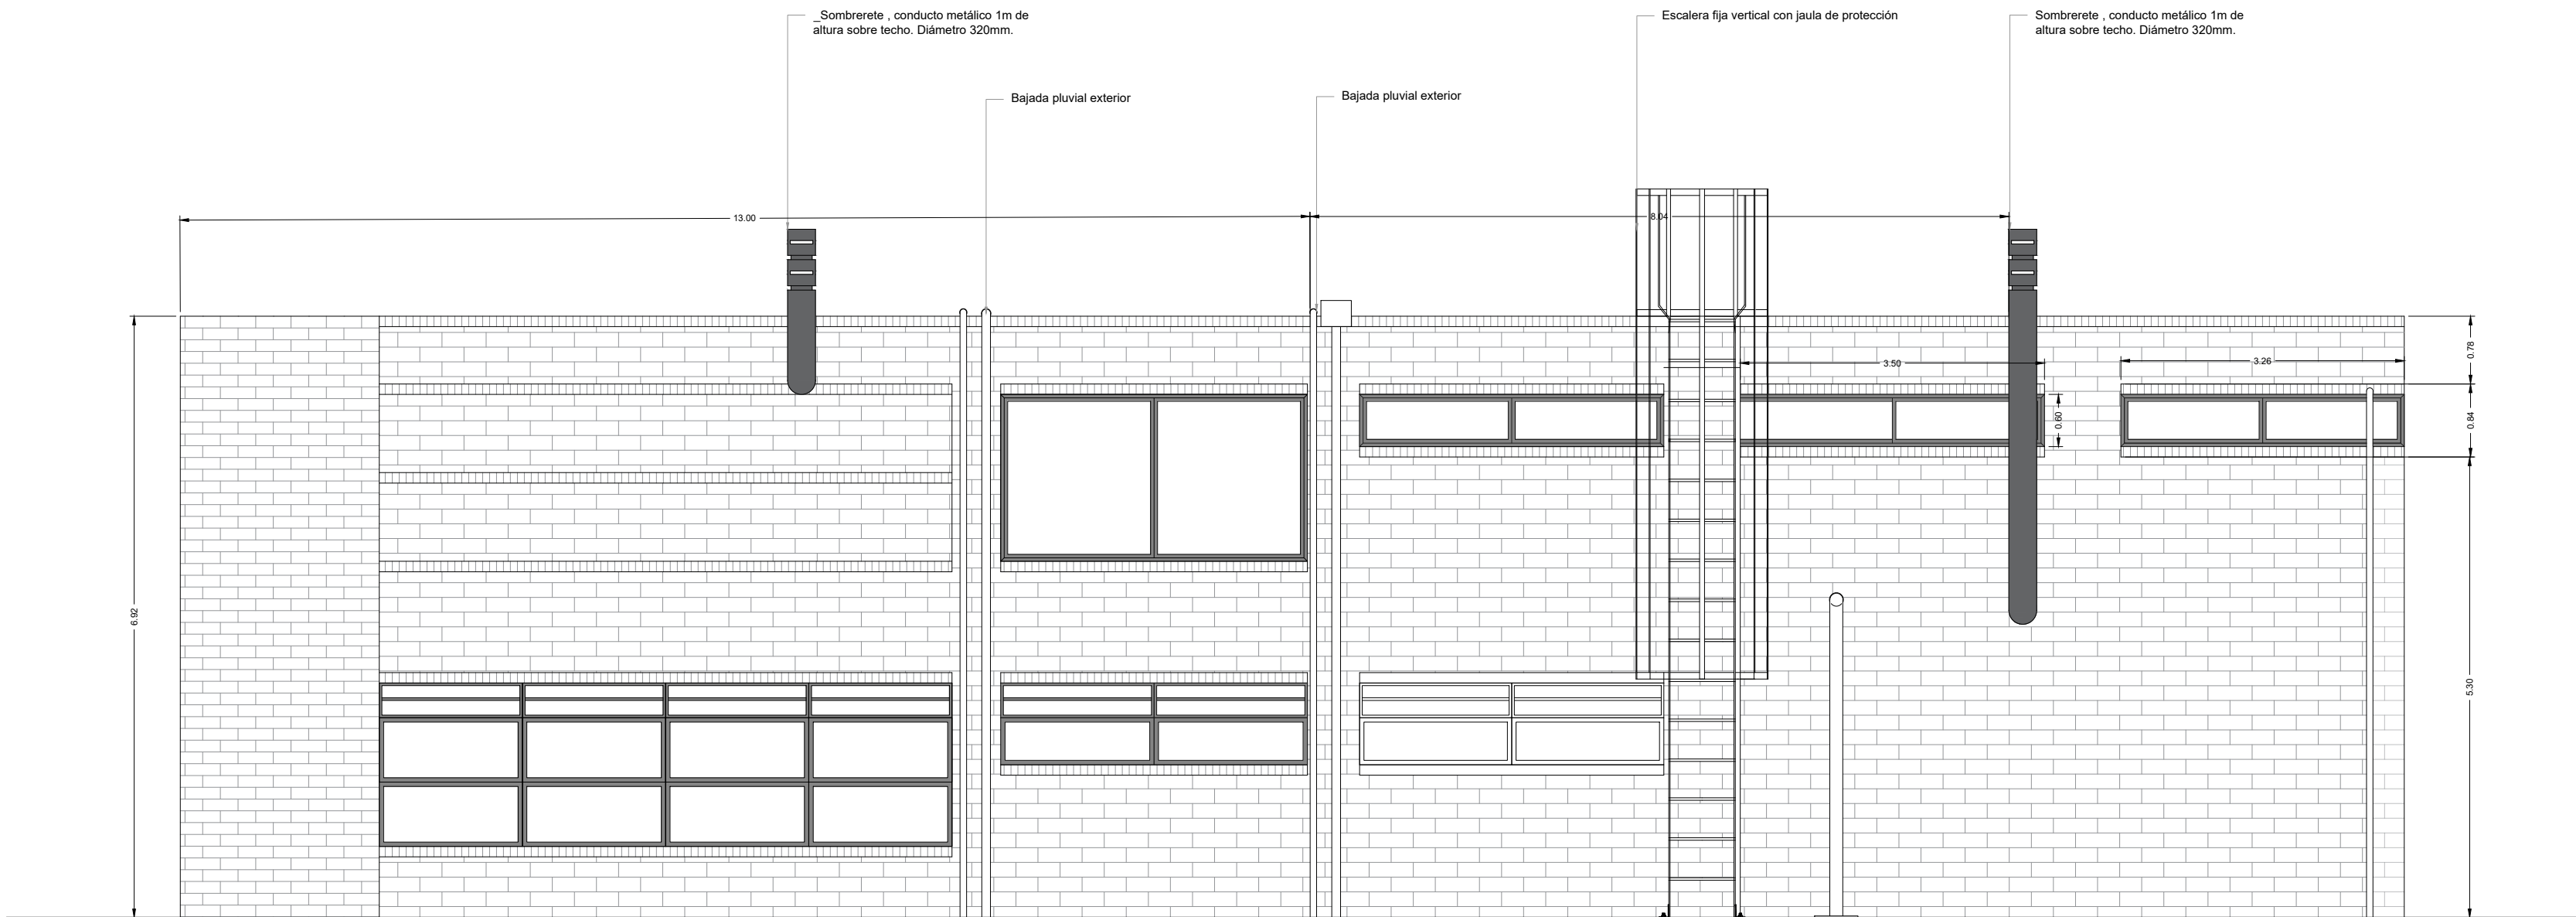 _Sombrerete , conducto metálico 1m de
altura sobre techo. Diámetro 320mm.
Escalera fija vertical con jaula de protección
Sombrerete , conducto metálico 1m de
altura sobre techo. Diámetro 320mm.
Bajada pluvial exterior
Bajada pluvial exterior
13.00
8.04
3.50
3.26
0.78
0.84
0.60
6.92
5.30